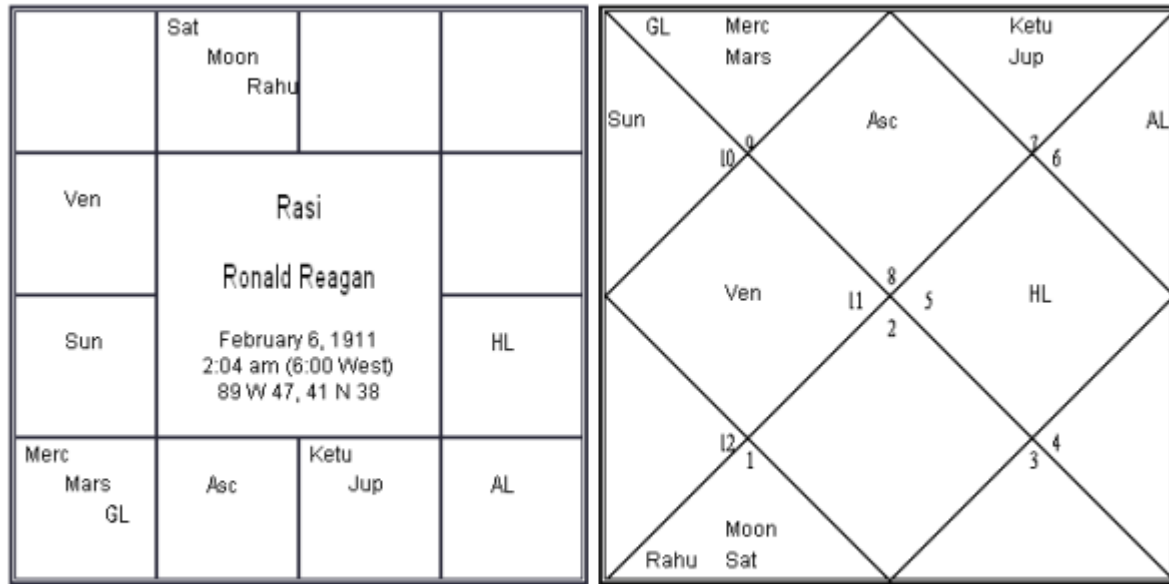 Sat
Moon
Rahu
Ven
Rasi
Ronald Reagan
Sun
February 6, 1911
2:04 am (6:00 West)
89 W 47, 41 N 38
HL
Merc
Mars
GL
Asc
Ketu
Jup
AL
GL Merc Ketu
Mars Jup
Sun Asc AL
9 7
10 6
8
Ven 11 5 HL
2
12 4
1 3
Moon
Rahu Sat